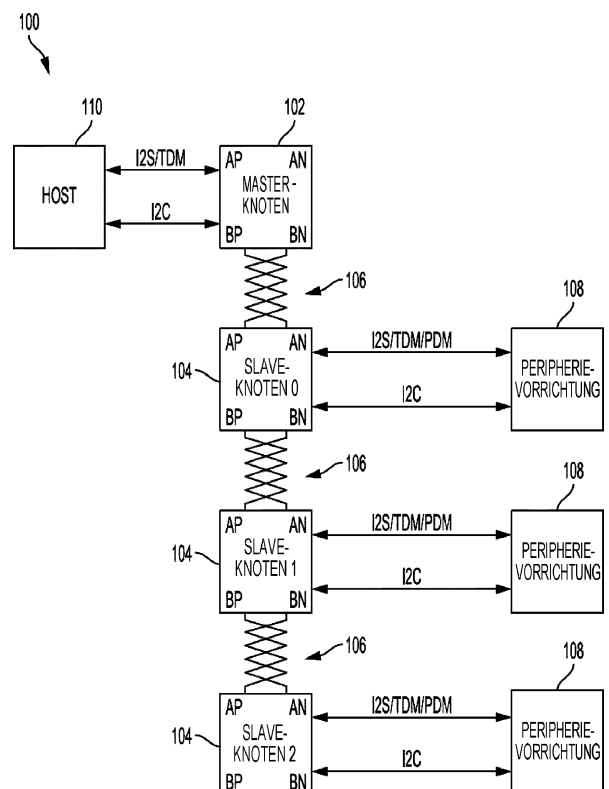 100
110
102
HOST
I2S/TDM
I2C
AP AN
MASTER-
KNOTEN
BP BN
106
108
104
AP AN
SLAVE-
KNOTEN 0
BP BN
I2S/TDM/PDM
I2C
PERIPHERIE-
VORRICHTUNG
106
108
104
AP AN
SLAVE-
KNOTEN 1
BP BN
I2S/TDM/PDM
I2C
PERIPHERIE-
VORRICHTUNG
106
108
104
AP AN
SLAVE-
KNOTEN 2
BP BN
I2S/TDM/PDM
I2C
PERIPHERIE-
VORRICHTUNG